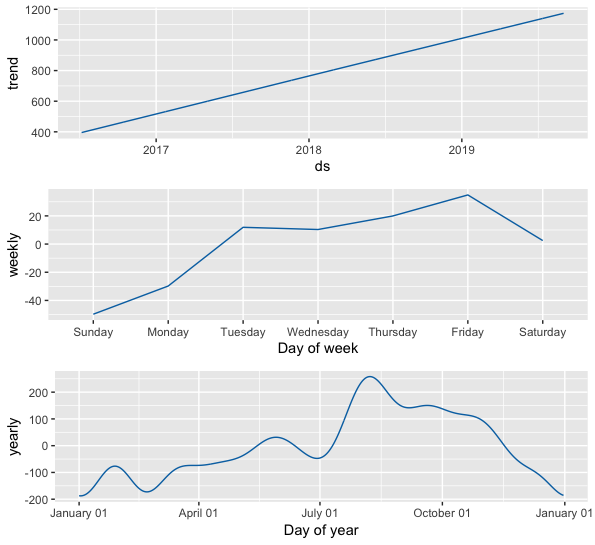 trend
1200
1000
800
600
400
2017 2018 2019
ds
weekly
20
0
-20
-40
Sunday Monday Tuesday Wednesday Thursday Friday Saturday
Day of week
yearly
200
100
0
-100
-200
January 01 April 01 July 01 October 01 January 01
Day of year